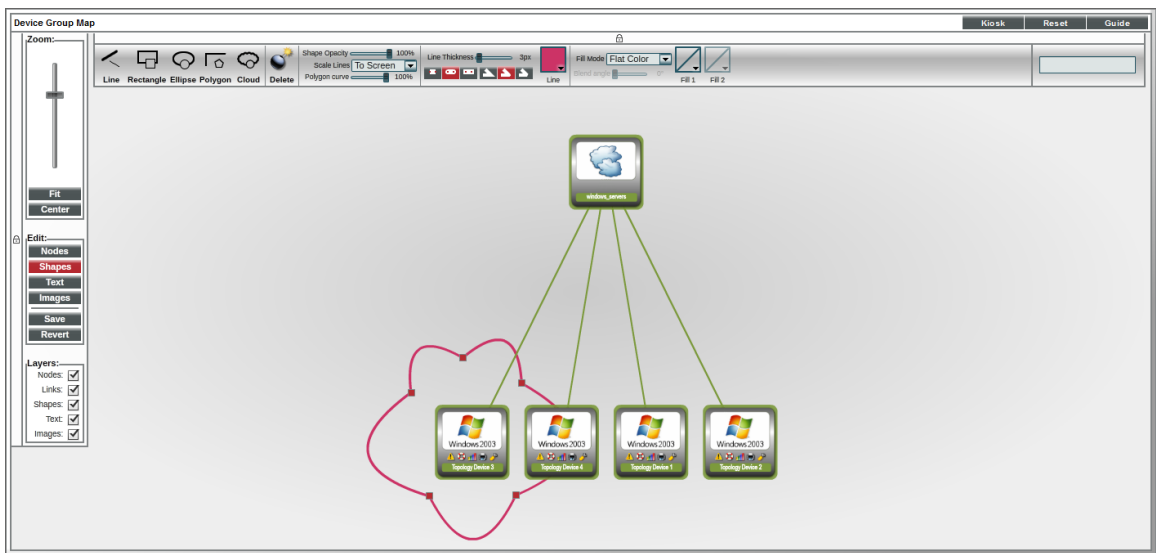 Device Group Map
Kiosk Reset Guide
Zoom:
Fit
Center
Edit:
Nodes
Shapes
Text
Images
Save
Revert
Layers:
Nodes:
Links:
Shapes:
Text:
Images:
Line Rectangle Ellipse Polygon Cloud Delete
Shape Opacity 100%
Scale Lines To Screen
Polygon curve 100%
Line Thickness 3px
Line
Fill Mode Flat Color
Blend angle 0°
Fill 1 Fill 2
windows_servers
Windows2003 Windows2003 Windows2003 Windows2003
Topology Device 3 Topology Device 4 Topology Device 1 Topology Device 2